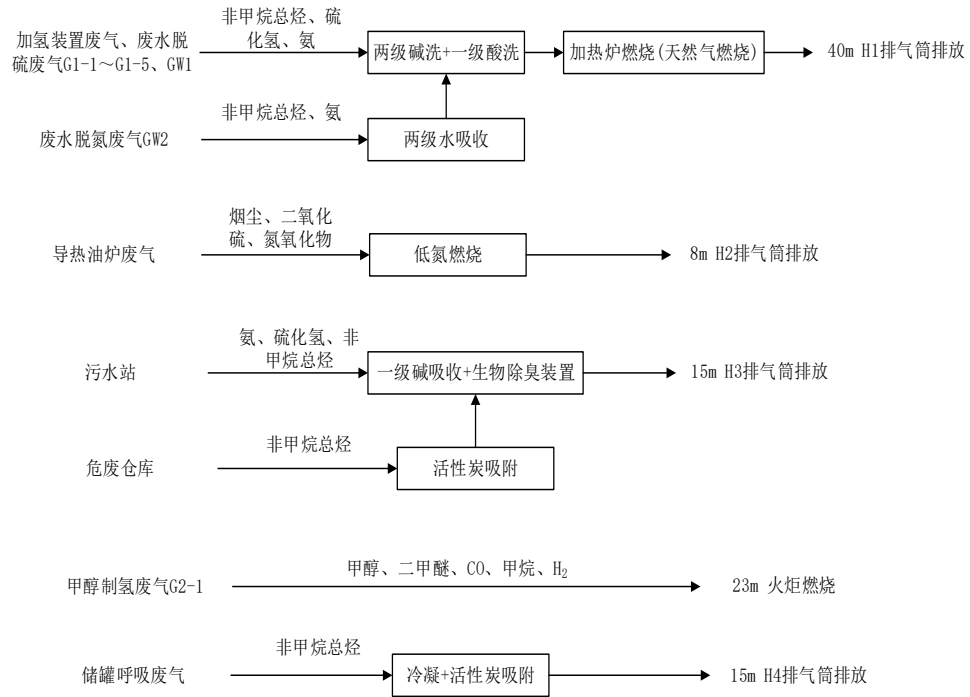 非甲烷总烃、硫
化氢、氨
加氢装置废气、废水脱
硫废气G1-1～G1-5、GW1
两级碱洗+一级酸洗
加热炉燃烧(天然气燃烧)
40m H1排气筒排放
非甲烷总烃、氨
废水脱氮废气GW2
两级水吸收
烟尘、二氧化
硫、氮氧化物
导热油炉废气
低氮燃烧
8m H2排气筒排放
氨、硫化氢、非
甲烷总烃
污水站
一级碱吸收+生物除臭装置
15m H3排气筒排放
非甲烷总烃
危废仓库
活性炭吸附
甲醇、二甲醚、CO、甲烷、H₂
甲醇制氢废气G2-1
23m 火炬燃烧
非甲烷总烃
储罐呼吸废气
冷凝+活性炭吸附
15m H4排气筒排放